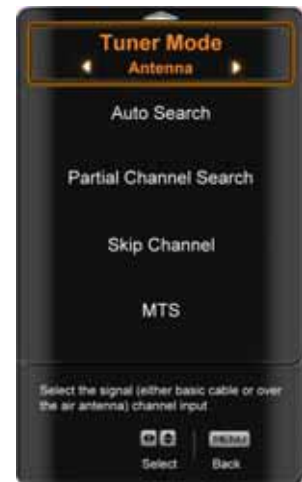 Tuner Mode
Antenna
Auto Search
Partial Channel Search
Skip Channel
MTS
Select the signal (either basic cable or over
the air antenna) channel input
MENU
Select
Back